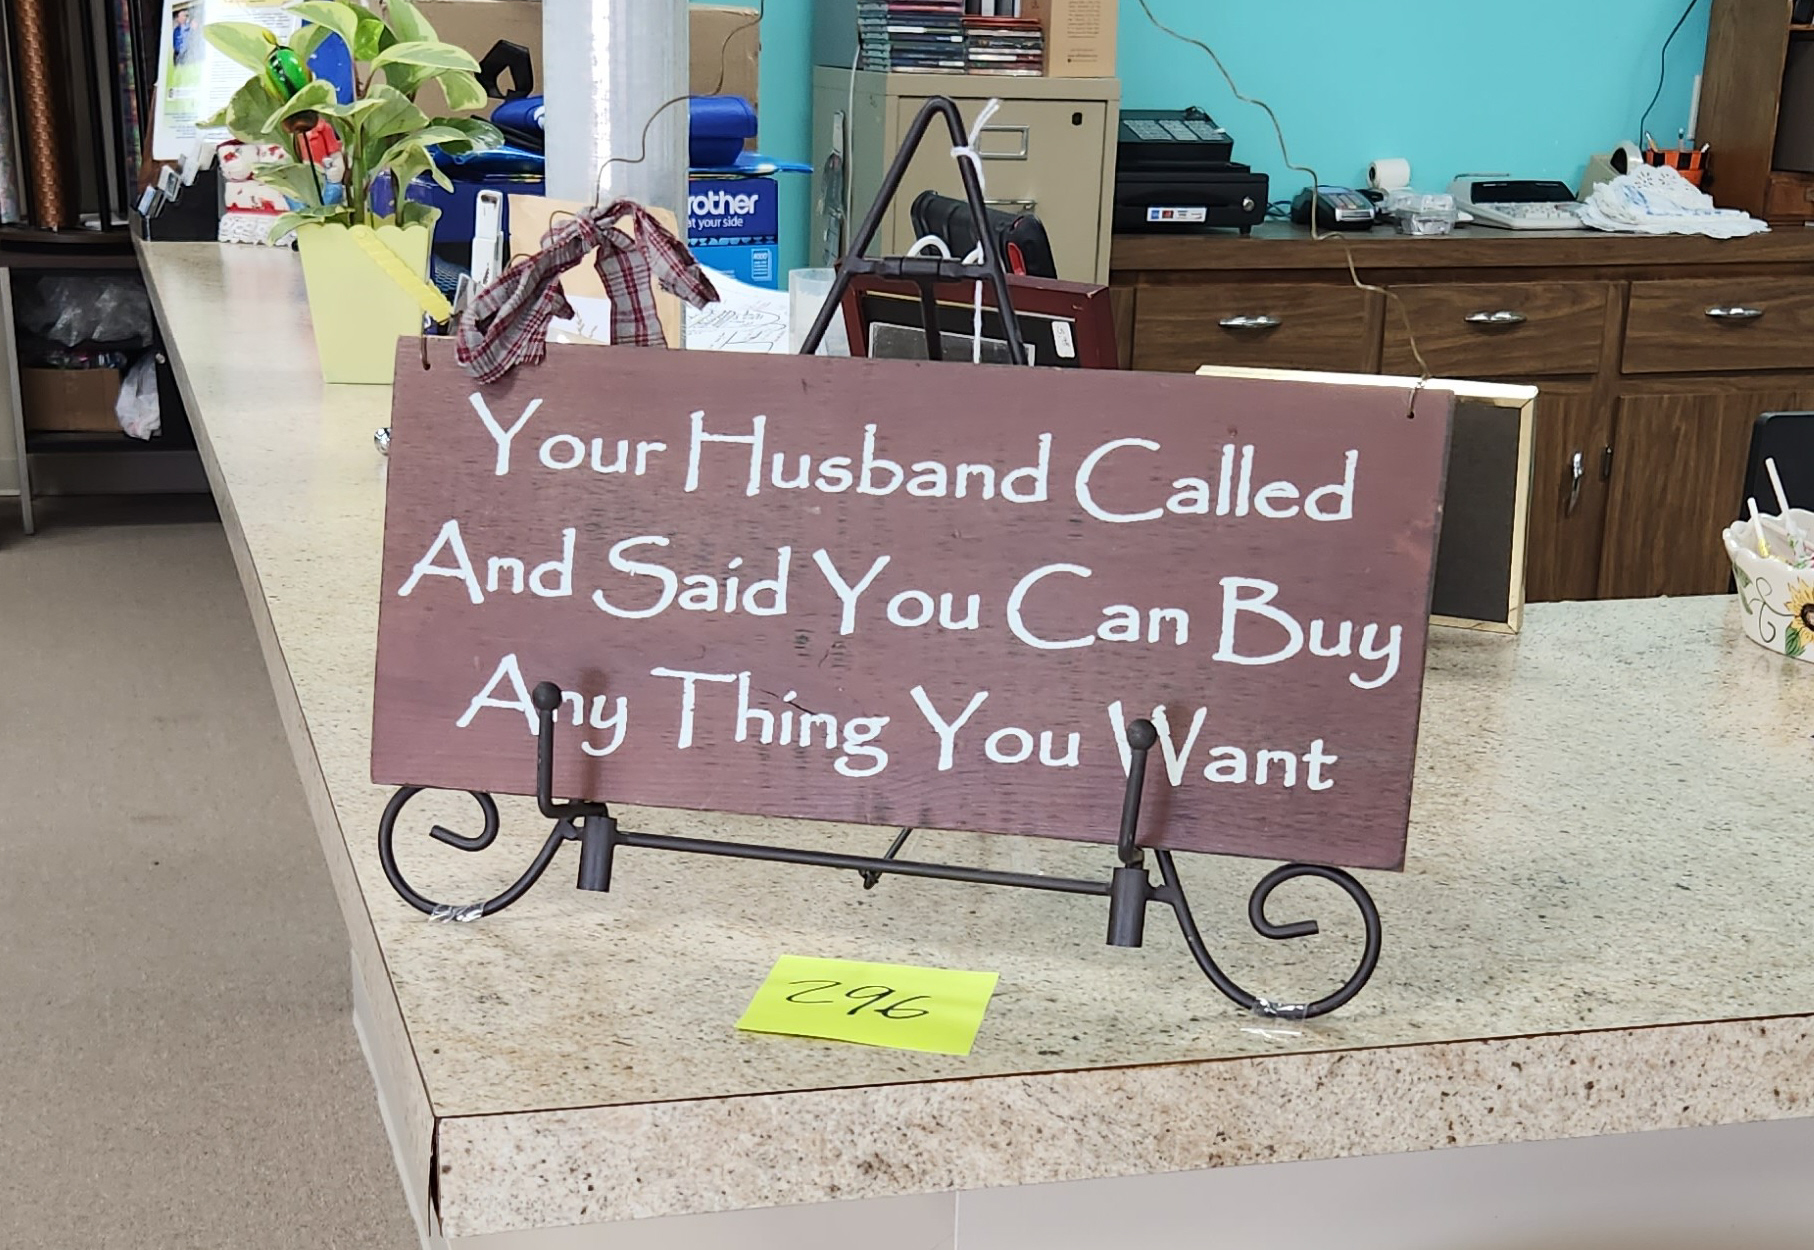 brother
at your side
Your Husband Called
And Said You Can Buy
Any Thing You Want
296